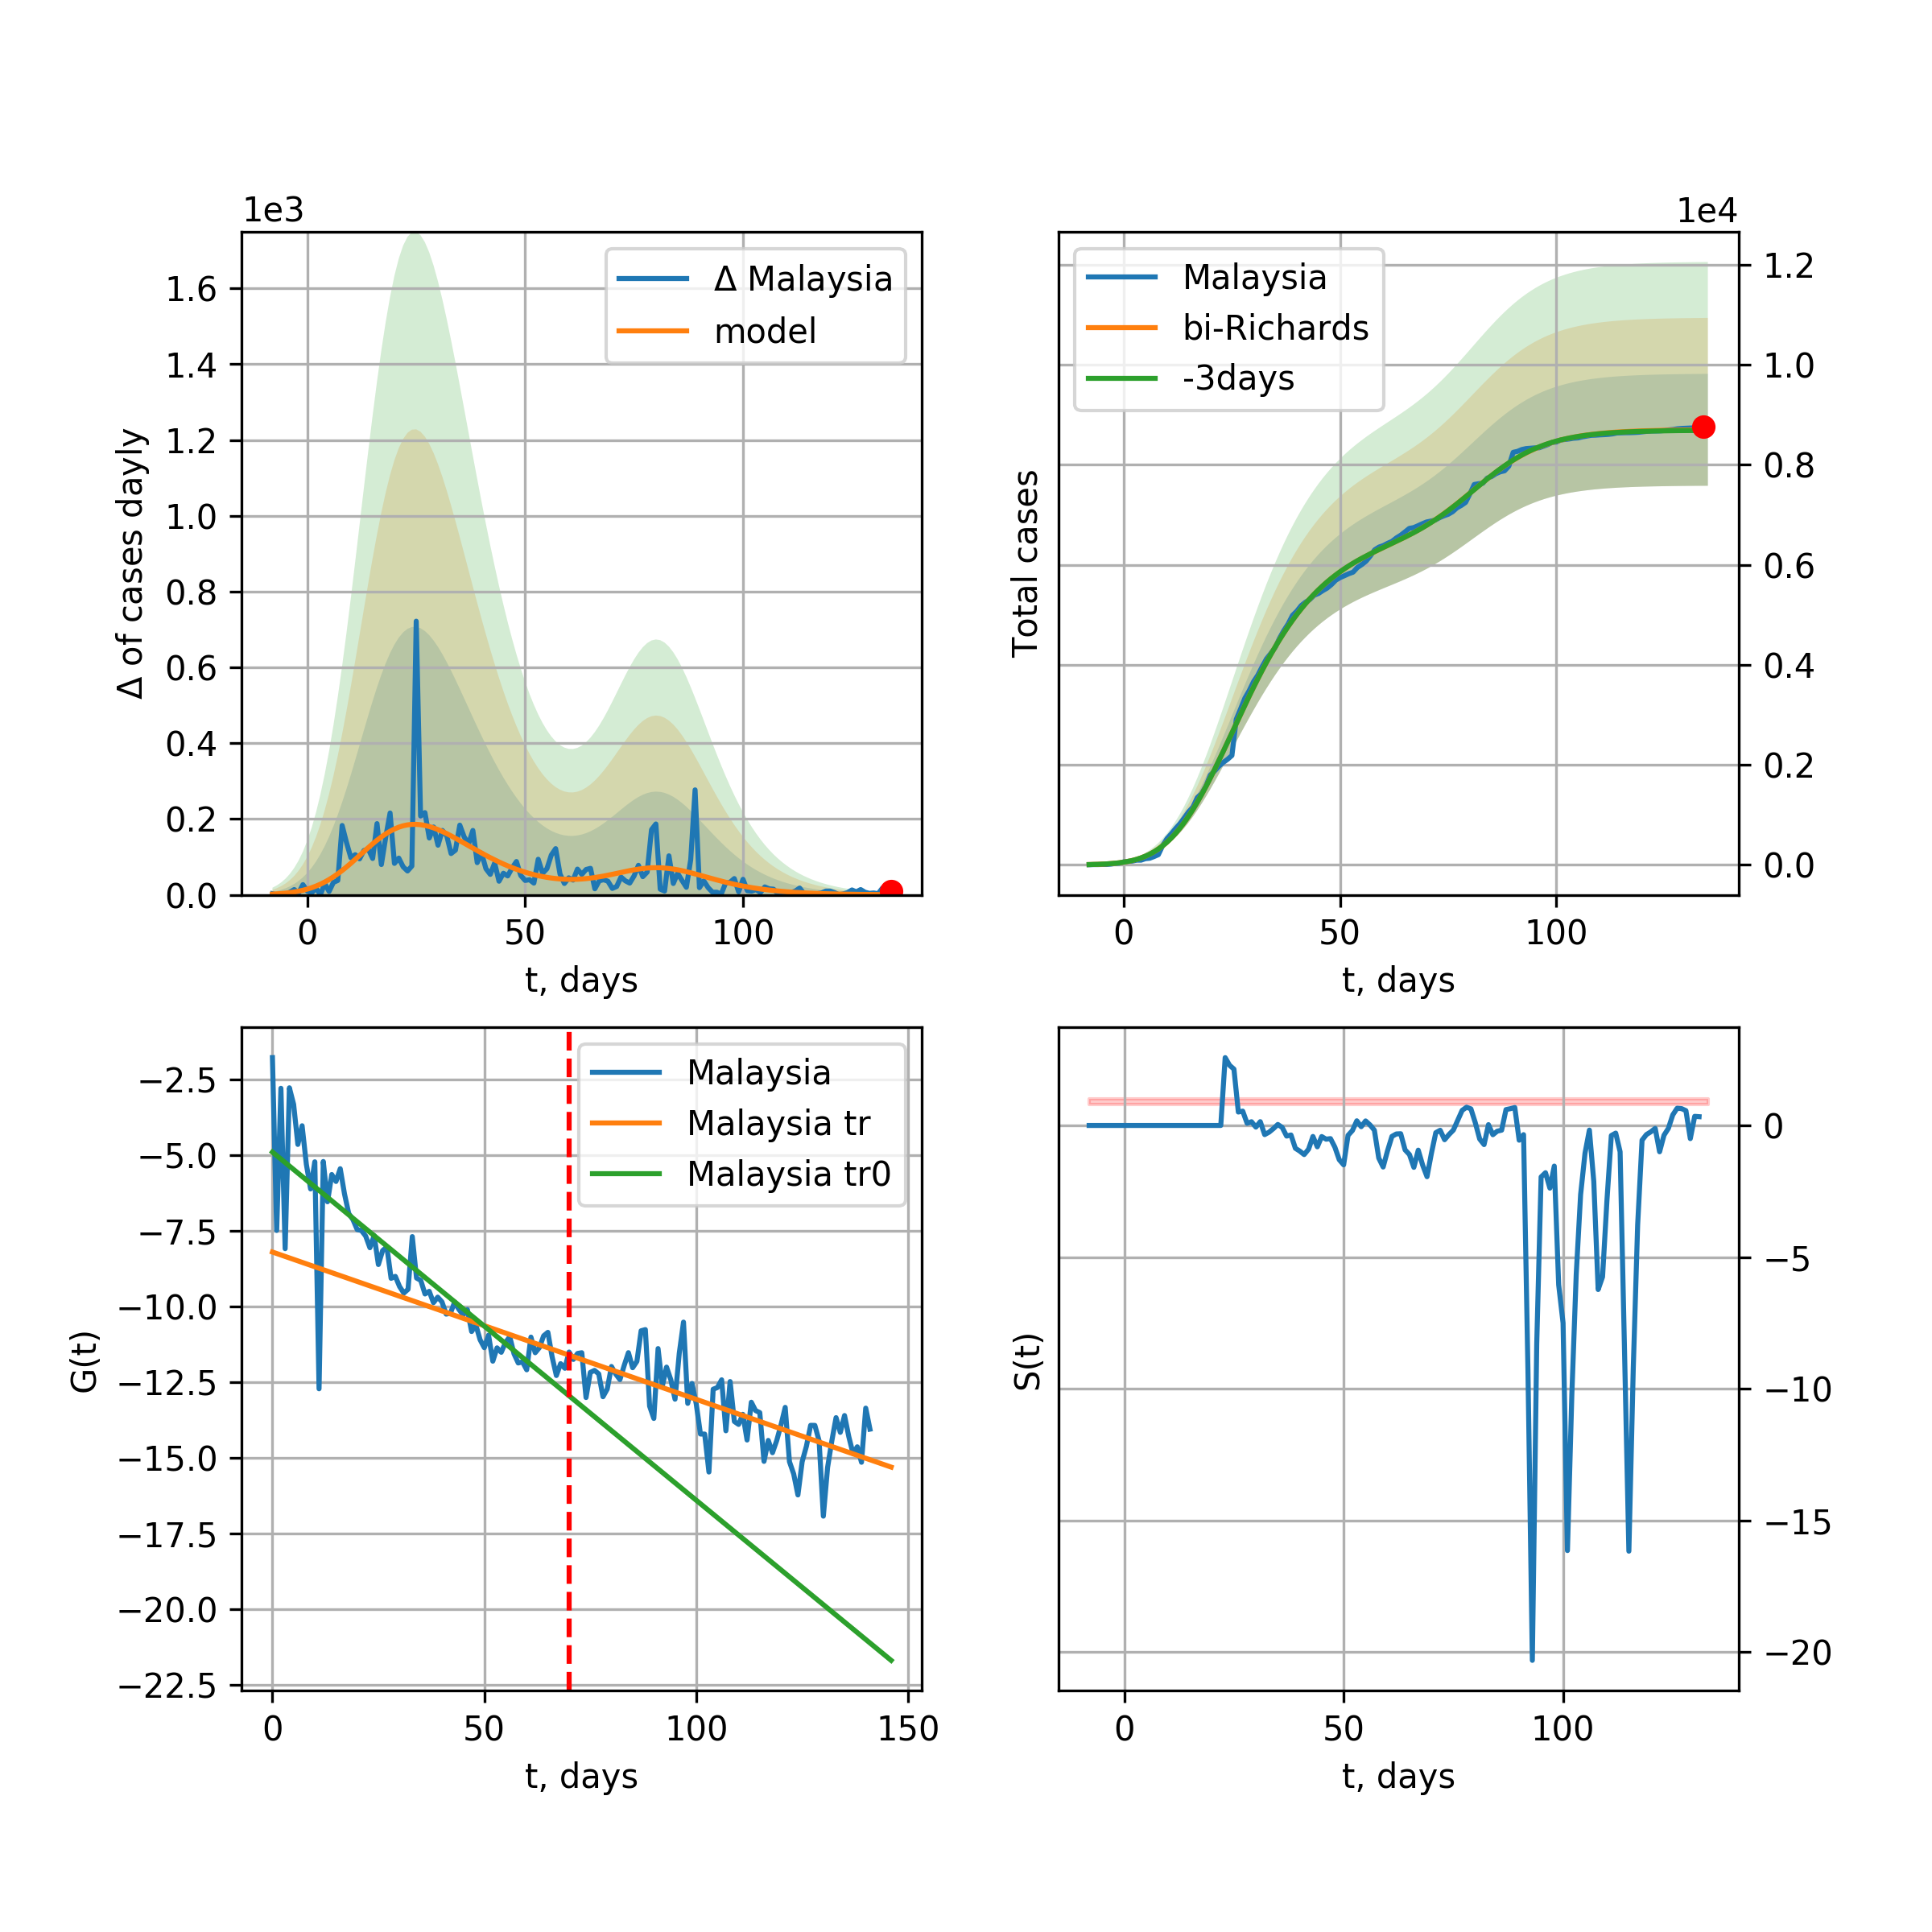 1e3
Δ of cases dayly
1.6
1.4
1.2
1.0
0.8
0.6
0.4
0.2
0.0
Δ Malaysia
model
0 50 100
t, days
1e4
Total cases
Malaysia
bi-Richards
-3days
1.2
1.0
0.8
0.6
0.4
0.2
0.0
0 50 100
t, days
G(t)
−2.5
−5.0
−7.5
−10.0
−12.5
−15.0
−17.5
−20.0
−22.5
Malaysia
Malaysia tr
Malaysia tr0
0 50 100 150
t, days
S(t)
0
−5
−10
−15
−20
0 50 100
t, days